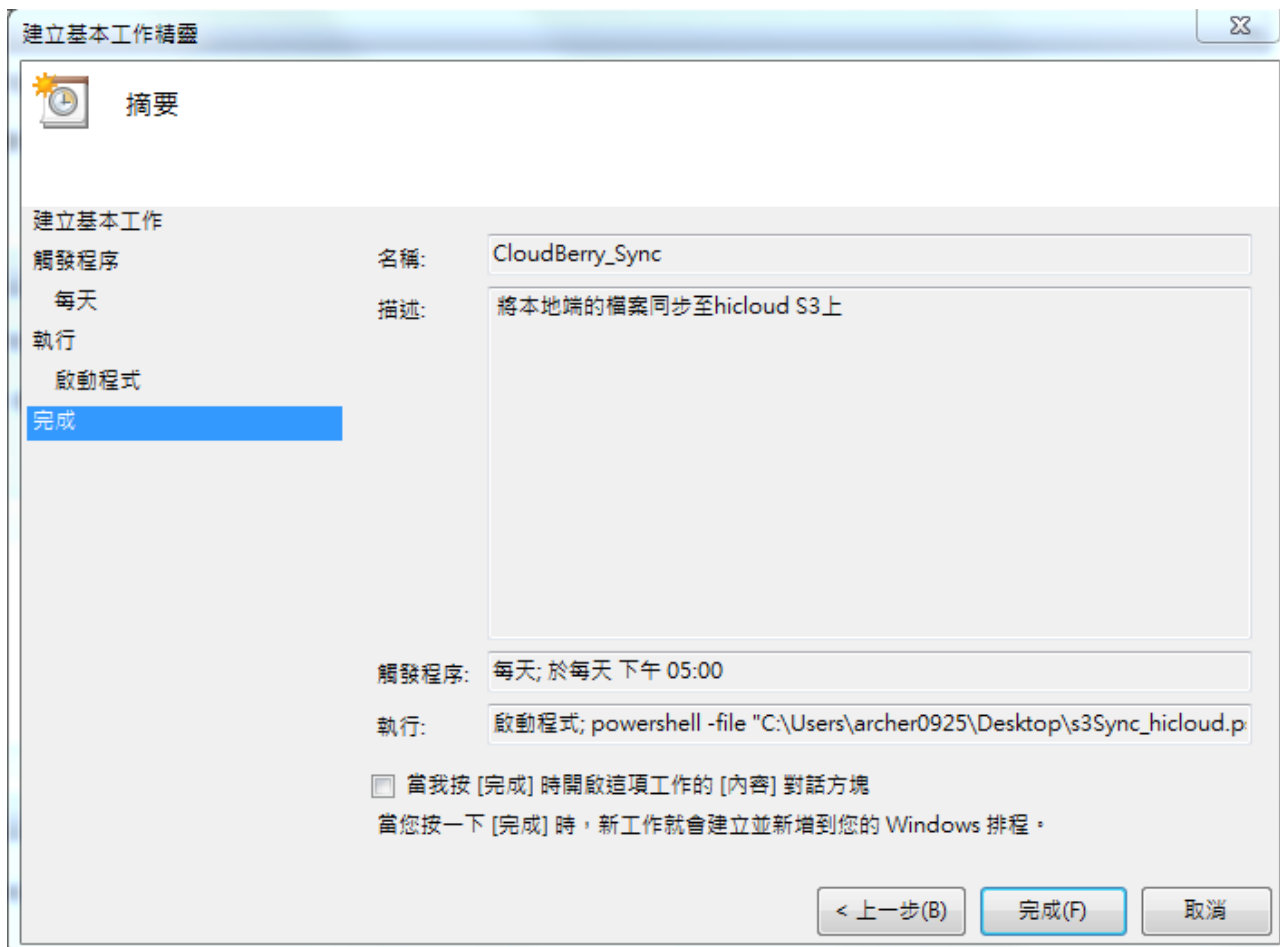 建立基本工作精靈
摘要
建立基本工作
觸發程序
每天
執行
啟動程式
完成
名稱: CloudBerry_Sync
描述: 將本地端的檔案同步至hicloud S3上
觸發程序: 每天; 於每天 下午 05:00
執行: 啟動程式; powershell -file "C:\Users\archer0925\Desktop\s3Sync_hicloud.p
當我按 [完成] 時開啟這項工作的 [內容] 對話方塊
當您按一下 [完成] 時，新工作就會建立並新增到您的 Windows 排程。
< 上一步(B) 完成(F) 取消